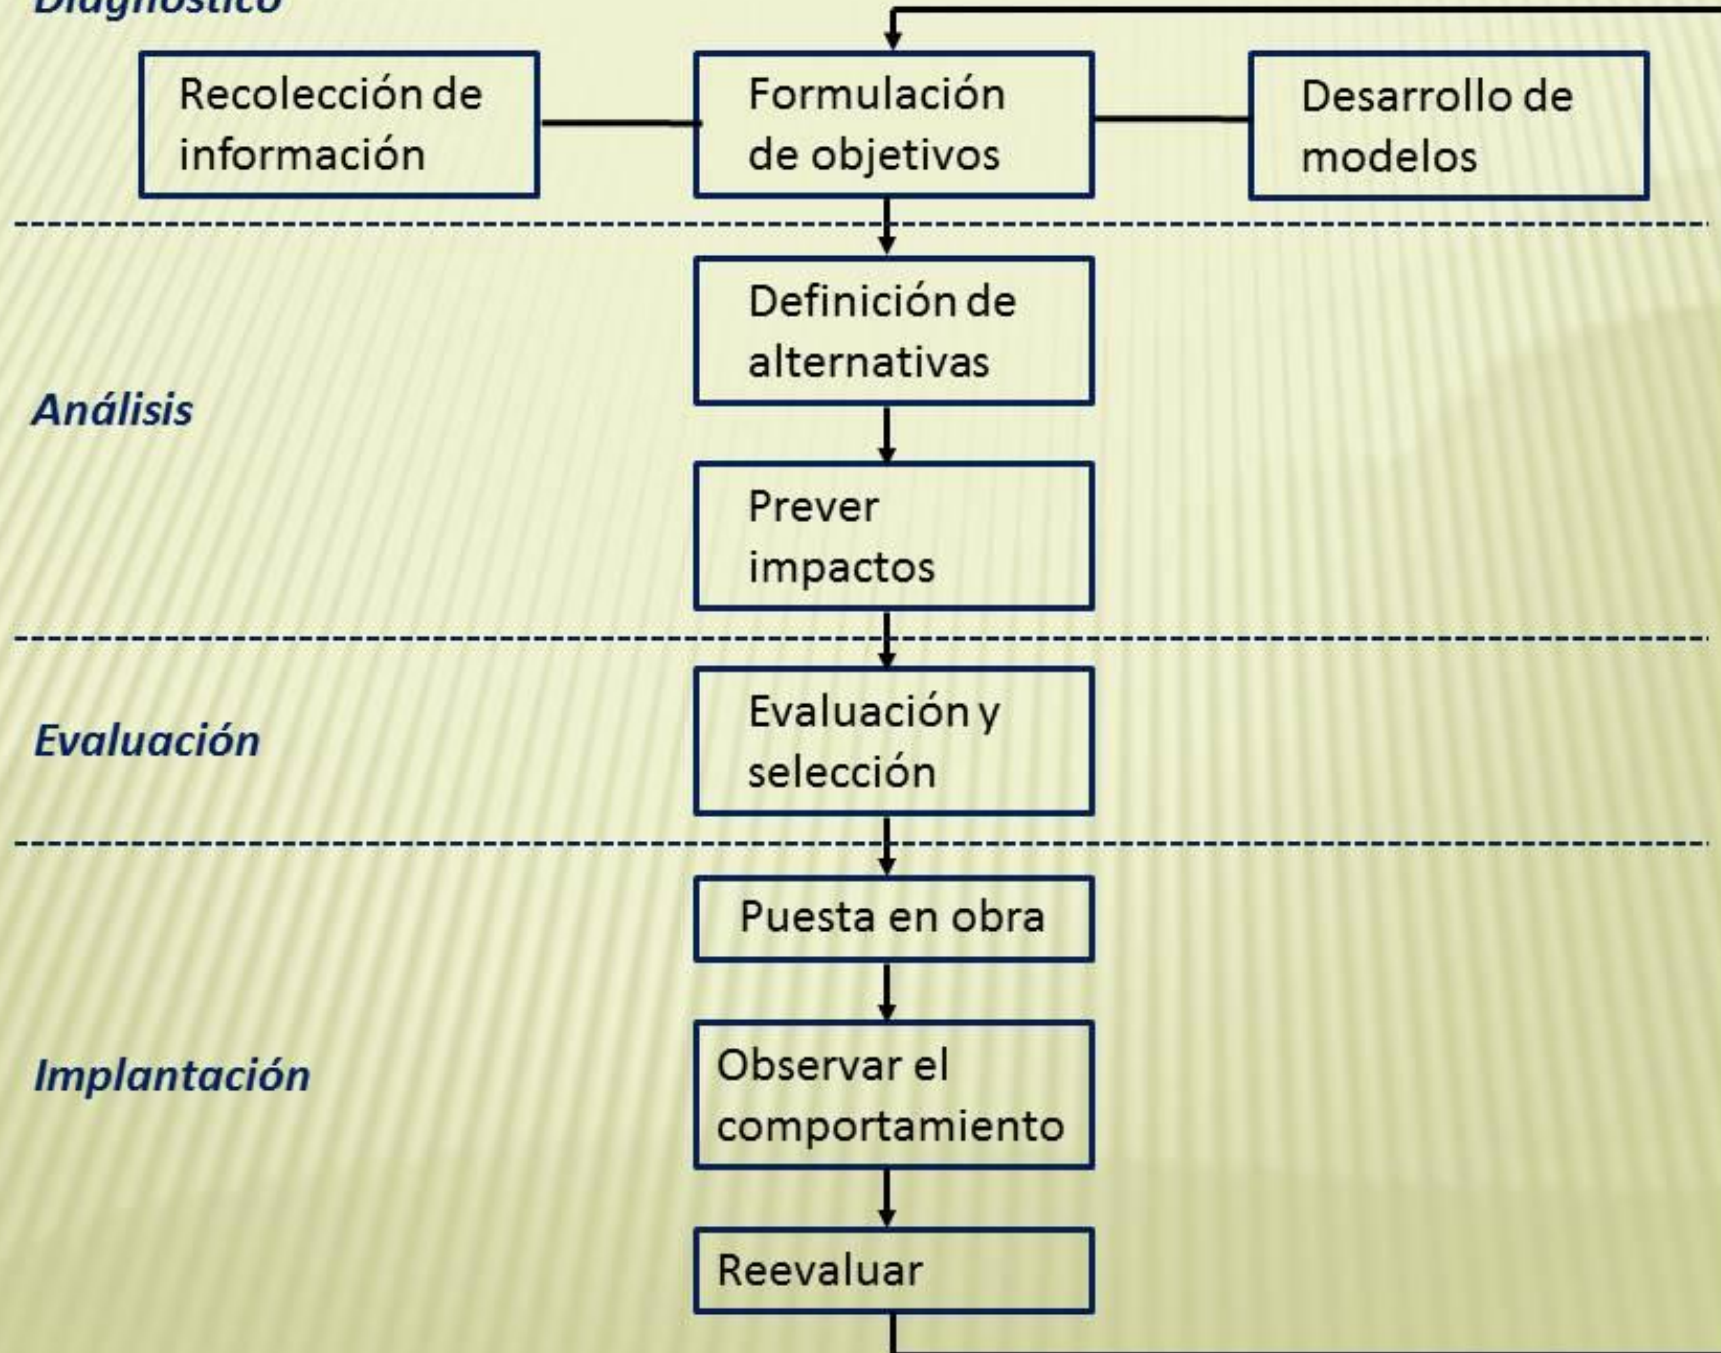 Diagnóstico
Recolección de
información
Formulación
de objetivos
Desarrollo de
modelos
Análisis
Definición de
alternativas
Prever
impactos
Evaluación
Evaluación y
selección
Implantación
Puesta en obra
Observar el
comportamiento
Reevaluar